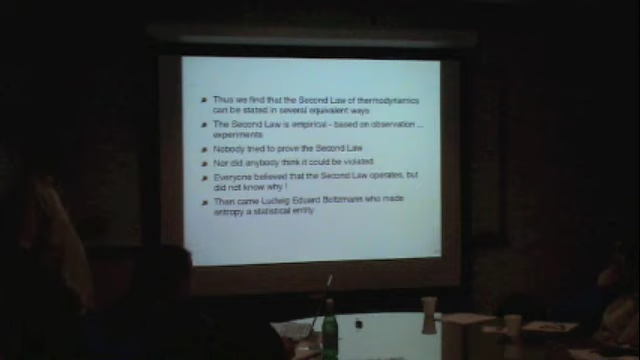 Thus we find that the Second Law of thermodynamics
can be stated in several equivalent ways
The Second Law is empirical - based on observation ...
experiments
Nobody tried to prove the Second Law
Nor did anybody think it could be violated
Everyone believed that the Second Law operates, but
did not know why !
Then came Ludwig Eduard Boltzmann who made
entropy a statistical entity